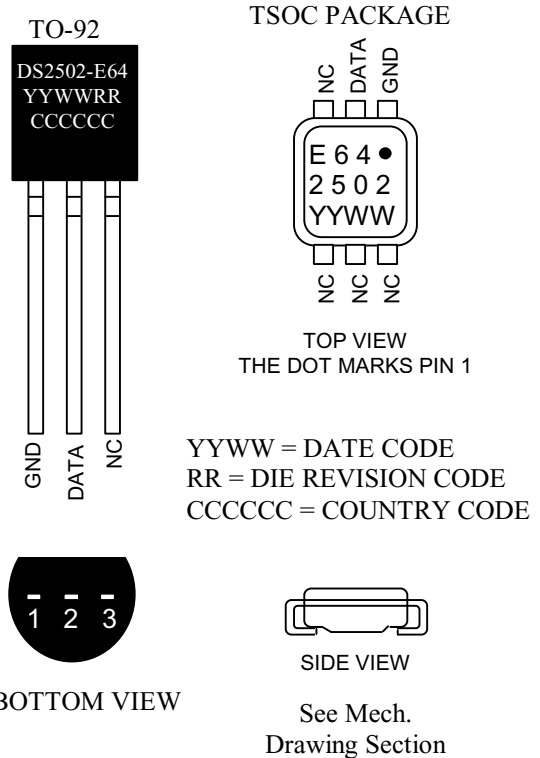 TO-92
DS2502-E64
YYWWRR
CCCCCC
GND
DATA
NC
1 2 3
BOTTOM VIEW
TSOC PACKAGE
NC
DATA
GND
E 6 4
2 5 0 2
YYWW
NC
NC
NC
TOP VIEW
THE DOT MARKS PIN 1
YYWW = DATE CODE
RR = DIE REVISION CODE
CCCCCC = COUNTRY CODE
SIDE VIEW
See Mech.
Drawing Section